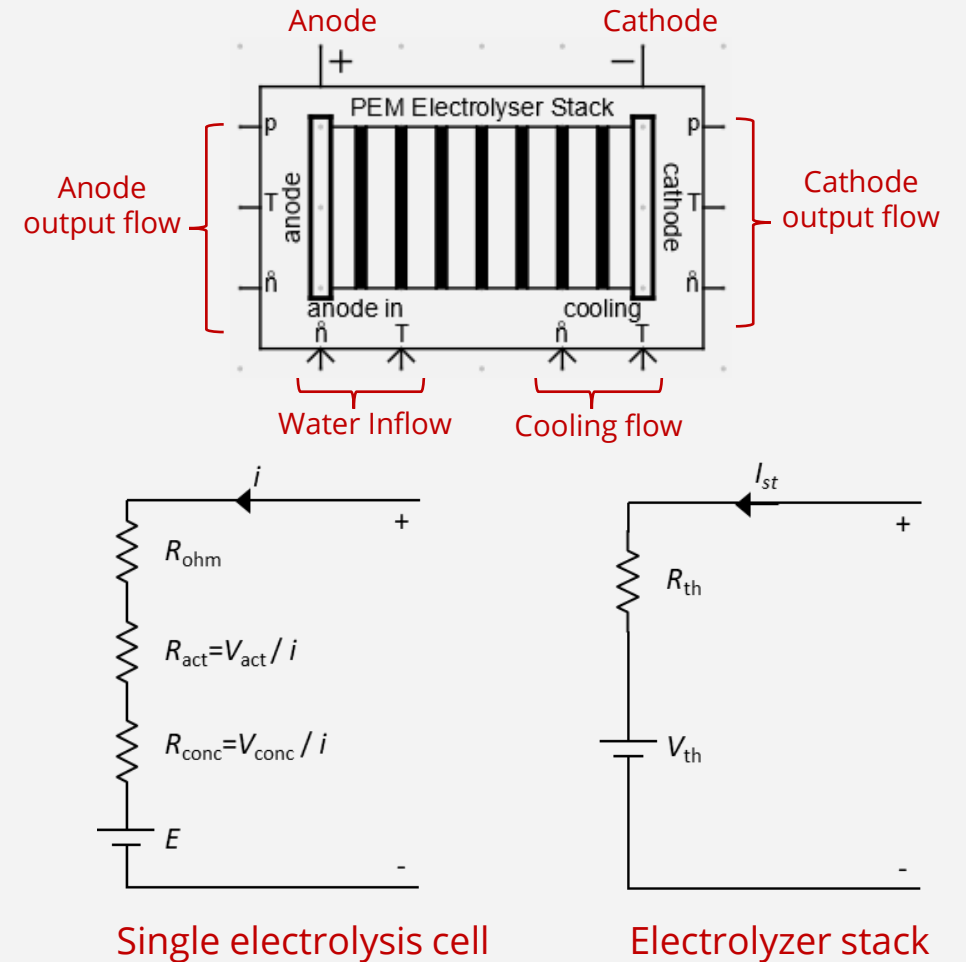 Anode
Cathode
+
−
PEM Electrolyser Stack
p
p
Anode
output flow
T
anode
cathode
T
Cathode
output flow
n̊
n̊
anode in
cooling
n̊
T
n̊
T
Water Inflow
Cooling flow
i
+
R_ohm
R_act=V_act / i
R_conc=V_conc / i
E
-
Single electrolysis cell
I_st
+
R_th
V_th
-
Electrolyzer stack